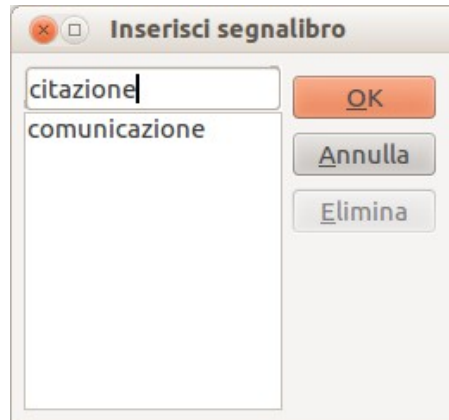 Inserisci segnalibro
citazione
OK
comunicazione
Annulla
Elimina